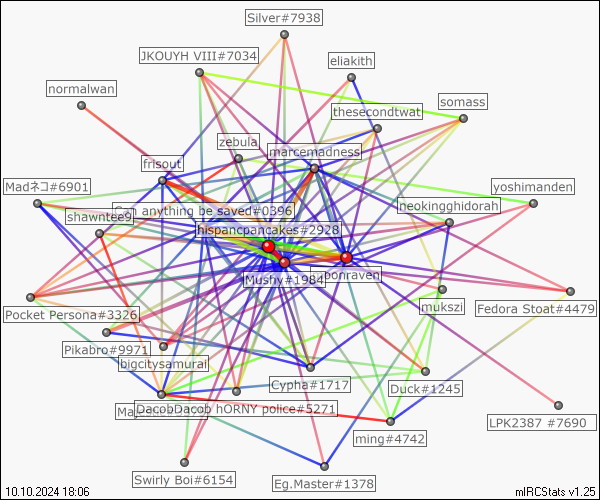 Silver#7938
JKOUYH VIII#7034
eliakith
normalwan
somass
thesecondtwat
zebula
marcemadness
frisout
Madネコ#6901
yoshimanden
neokingghidorah
shawntee9
Can anything be saved#0396
hispancpancakes#2928
bonraven
Mushy#1984
mukszi
Fedora Stoat#4479
Pocket Persona#3326
Pikabro#9971
bigcitysamurai
Cypha#1717
Duck#1245
DacobDacob hORNY police#5271
LPK2387 #7690
ming#4742
Swirly Boi#6154
Eg.Master#1378
10.10.2024 18:06
mIRCStats v1.25